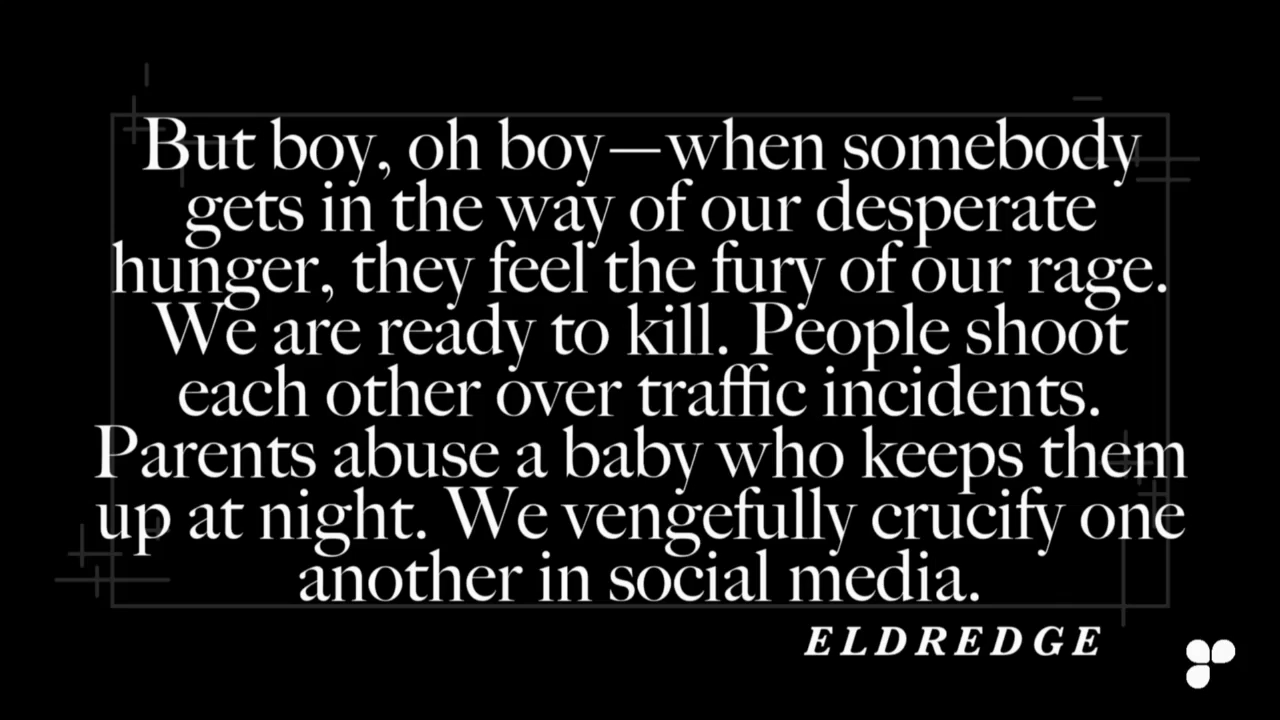 But boy, oh boy—when somebody
gets in the way of our desperate
hunger, they feel the fury of our rage.
We are ready to kill. People shoot
each other over traffic incidents.
Parents abuse a baby who keeps them
up at night. We vengefully crucify one
another in social media.
ELDREDGE